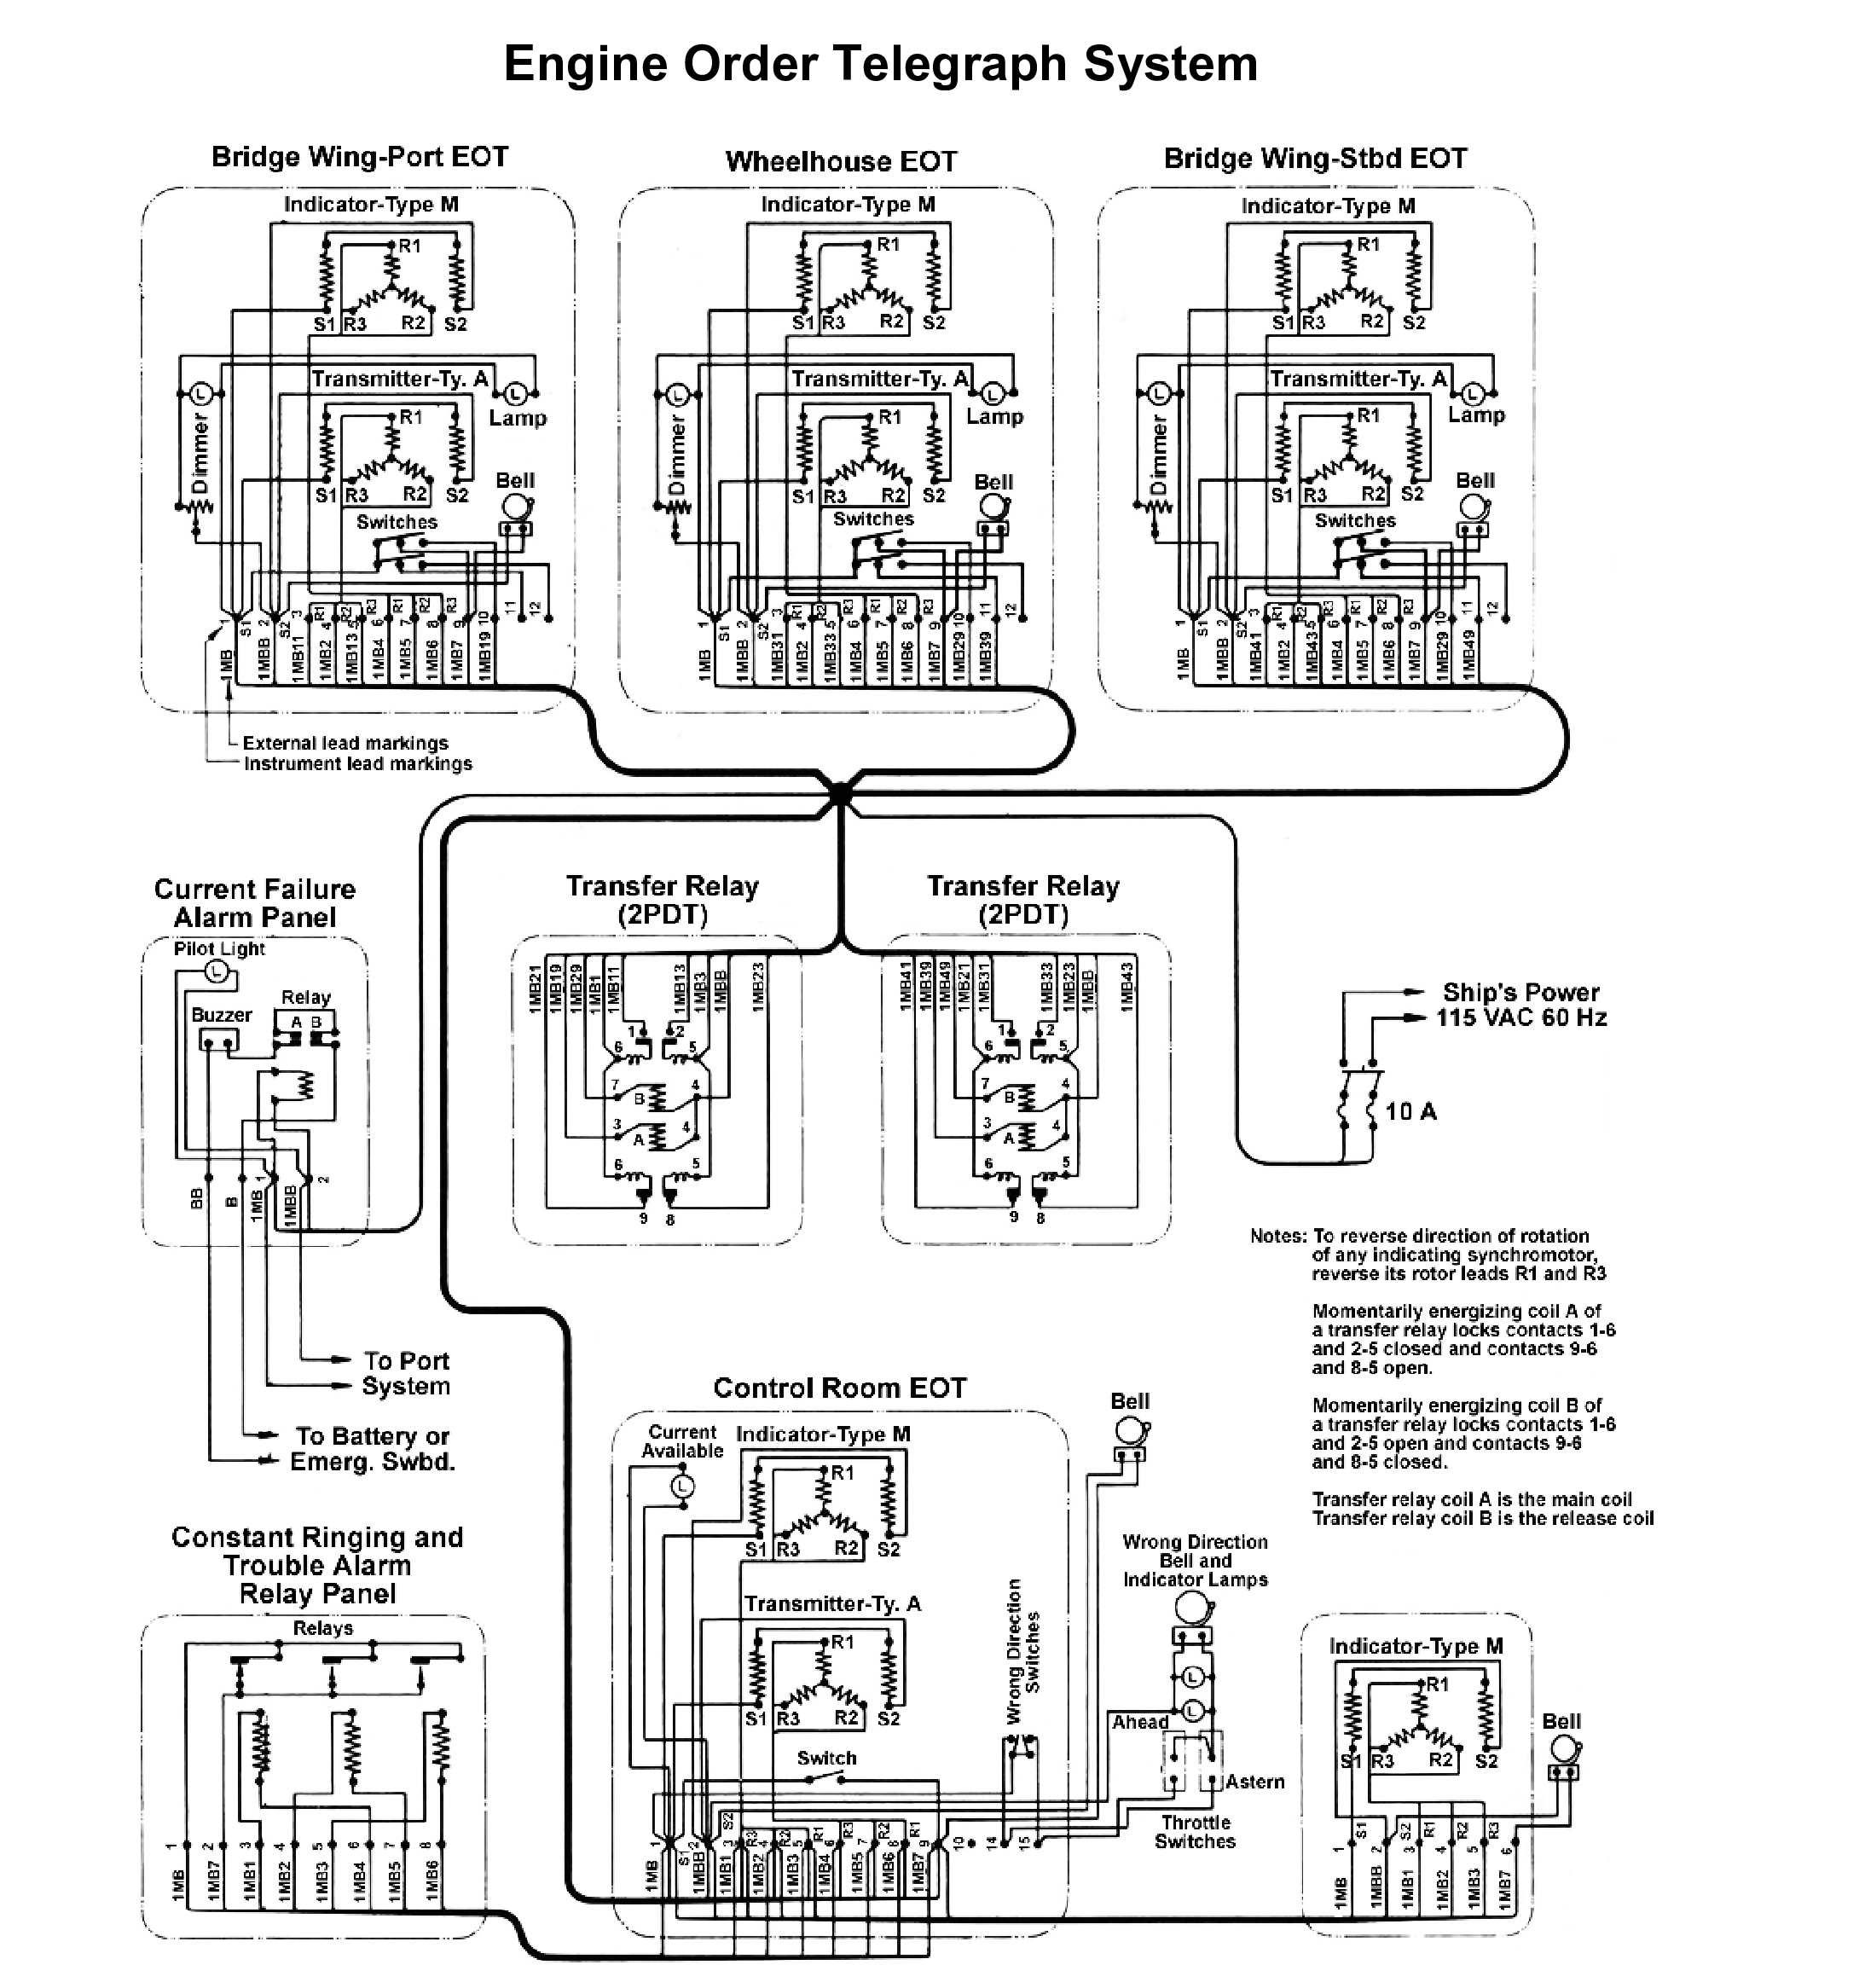 Engine Order Telegraph System
Bridge Wing-Port EOT
Indicator-Type M
R1
S1 R3 R2 S2
Transmitter-Ty. A
L
L
Lamp
Dimmer
R1
S1 R3 R2 S2
Bell
Switches
1 S1 2 S2 3 R1 4 R2 5 R3 6 R1 7 R2 8 R3 9 10 11 12
1MB 1MBB 1MB11 1MB2 1MB13 1MB4 1MB5 1MB6 1MB7 1MB19
External lead markings
Instrument lead markings
Wheelhouse EOT
Indicator-Type M
R1
S1 R3 R2 S2
Transmitter-Ty. A
L
L
Lamp
Dimmer
R1
S1 R3 R2 S2
Bell
Switches
1 S1 2 S2 3 R1 4 R2 5 R3 6 R1 7 R2 8 R3 9 10 11 12
1MB 1MBB 1MB31 1MB2 1MB33 1MB4 1MB5 1MB6 1MB7 1MB29 1MB39
Bridge Wing-Stbd EOT
Indicator-Type M
R1
S1 R3 R2 S2
Transmitter-Ty. A
L
L
Lamp
Dimmer
R1
S1 R3 R2 S2
Bell
Switches
1 S1 2 S2 3 R1 4 R2 5 R3 6 R1 7 R2 8 R3 9 10 11 12
1MB 1MBB 1MB41 1MB2 1MB43 1MB4 1MB5 1MB6 1MB7 1MB29 1MB49
Current Failure
Alarm Panel
Pilot Light
L
Relay
Buzzer
A B
BB B 1MB 1 1MBB 2
To Port
System
To Battery or
Emerg. Swbd.
Transfer Relay
(2PDT)
1MB21 1MB19 1MB29 1MB1 1MB11 1MB13 1MB3 1MBB 1MB23
1 2
6 5
7 B 4
3 A 4
6 5
9 8
Transfer Relay
(2PDT)
1MB41 1MB39 1MB49 1MB21 1MB31 1MB33 1MB23 1MBB 1MB43
1 2
6 5
7 B 4
3 A 4
6 5
9 8
Ship's Power
115 VAC 60 Hz
10 A
Notes: To reverse direction of rotation
of any indicating synchromotor,
reverse its rotor leads R1 and R3
Momentarily energizing coil A of
a transfer relay locks contacts 1-6
and 2-5 closed and contacts 9-6
and 8-5 open.
Momentarily energizing coil B of
a transfer relay locks contacts 1-6
and 2-5 open and contacts 9-6
and 8-5 closed.
Transfer relay coil A is the main coil
Transfer relay coil B is the release coil
Constant Ringing and
Trouble Alarm
Relay Panel
Relays
1 2 3 4 5 6 7 8
1MB 1MB7 1MB1 1MB2 1MB3 1MB4 1MB5 1MB6
Control Room EOT
Current
Available
L
Indicator-Type M
R1
S1 R3 R2 S2
Transmitter-Ty. A
R1
S1 R3 R2 S2
Switch
Wrong Direction
Switches
1 S1 2 S2 3 R3 4 R2 5 R1 6 R3 7 R2 8 R1 9 10 14 15
1MB 1MBB 1MB1 1MB2 1MB3 1MB4 1MB5 1MB6 1MB7
Bell
Wrong Direction
Bell and
Indicator Lamps
L
L
Ahead
Astern
Throttle
Switches
Indicator-Type M
R1
S1 R3 R2 S2
Bell
1 S1 2 S2 3 R1 4 R2 5 R3 6
1MB 1MBB 1MB1 1MB2 1MB3 1MB7